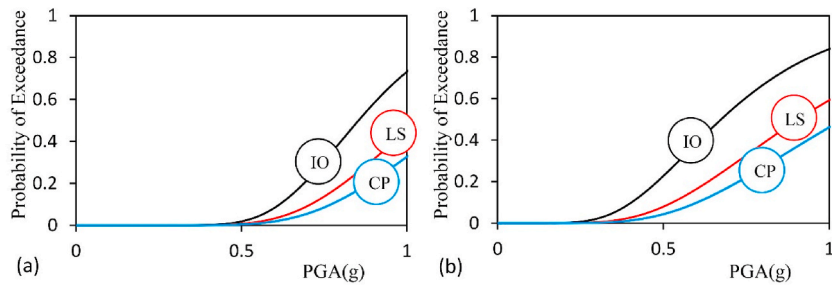 Probability of Exceedance
1
0.8
0.6
0.4
0.2
0
IO
LS
CP
0
0.5
1
PGA(g)
(a)
Probability of Exceedance
1
0.8
0.6
0.4
0.2
0
IO
LS
CP
0
0.5
1
PGA(g)
(b)